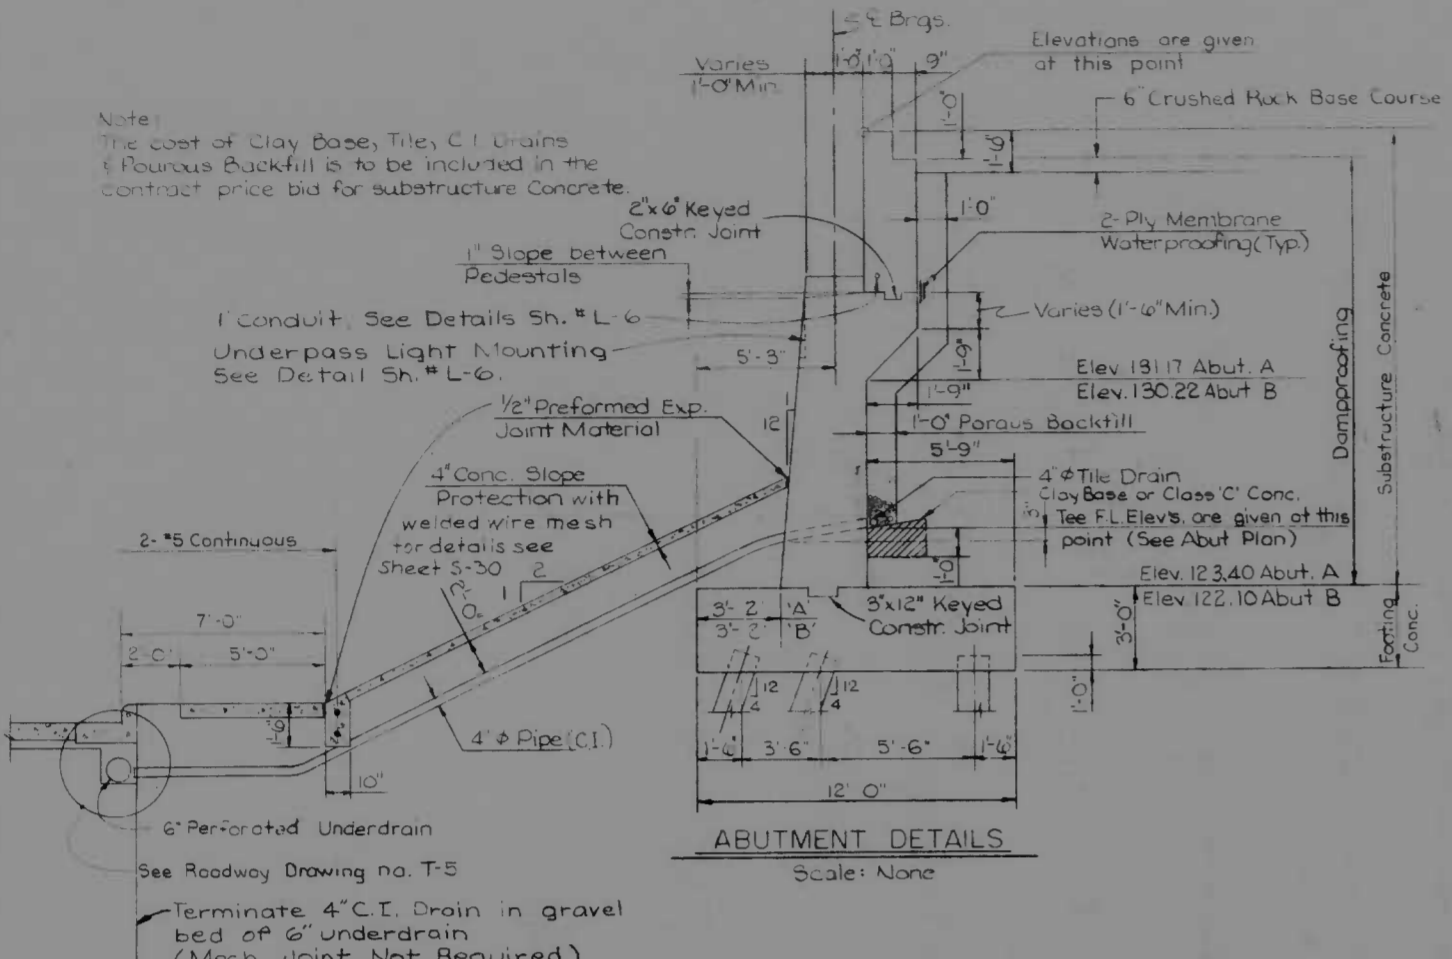 S ⅊ Brgs.
Elevations are given
at this point
Varies
1'-0" Min
1'-0"
1'-0"
9"
1'-0"
1'-6"
6" Crushed Rock Base Course
Note:
The cost of Clay Base, Tile, C I Drains
& Pourous Backfill is to be included in the
contract price bid for substructure Concrete.
2"x6" Keyed
Constr. Joint
1'-0"
2-Ply Membrane
Waterproofing (Typ.)
1" Slope between
Pedestals
1" Conduit, See Details Sh. # L-6
Underpass Light Mounting
See Detail Sh. # L-6.
Varies (1'-6" Min.)
5'-3"
1'-9"
Elev. 131.17 Abut. A
Elev. 130.22 Abut B
1'-9"
Dampproofing
Substructure Concrete
1/2" Preformed Exp.
Joint Material
1
12
1'-0" Porous Backfill
5'-9"
4" Conc. Slope
Protection with
welded wire mesh
for details see
Sheet S-30
4" ⌀ Tile Drain
Clay Base or Class 'C' Conc.
Tee F.L. Elev's. are given at this
point (See Abut Plan)
3"
2-#5 Continuous
2'-0"
1
2
1'-0"
Elev. 123.40 Abut. A
Elev. 122.10 Abut B
3'-2" 'A'
3'-2" 'B'
3"x12" Keyed
Constr. Joint
3'-0"
Footing
Conc.
7'-0"
2'-0"
5'-0"
12
4
12
4
1'-0"
1'-6"
4" ⌀ Pipe (C.I.)
10"
1'-6"
3'-6"
5'-6"
1'-6"
12'-0"
6" Perforated Underdrain
ABUTMENT DETAILS
Scale: None
See Roadway Drawing no. T-5
Terminate 4" C.I. Drain in gravel
bed of 6" underdrain
(Mech. Joint Not Required)